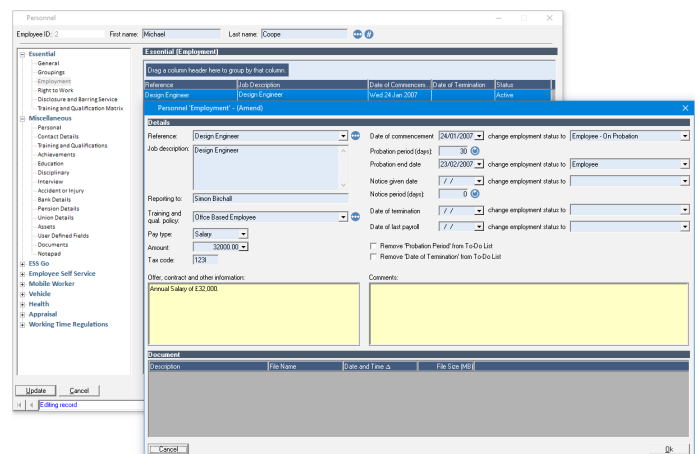 Personnel
Employee ID: 2 First name: Michael Last name: Coope
Essential
General
Groupings
Employment
Right to Work
Disclosure and Barring Service
Training and Qualification Matrix
Miscellaneous
Personal
Contact Details
Training and Qualifications
Achievements
Education
Disciplinary
Interview
Accident or Injury
Bank Details
Pension Details
Union Details
Assets
User Defined Fields
Documents
Notepad
ESS Go
Employee Self Service
Mobile Worker
Vehicle
Health
Appraisal
Working Time Regulations
Update Cancel
Editing record
Essential (Employment)
Drag a column header here to group by that column.
Reference Job Description Date of Commencem... Date of Termination Status
Design Engineer Design Engineer Wed 24 Jan 2007 Active
Personnel 'Employment' - (Amend)
Details
Reference: Design Engineer
Job description: Design Engineer
Reporting to: Simon Birchall
Training and
qual. policy: Office Based Employee
Pay type: Salary
Amount: 32000.00
Tax code: 123l
Date of commencement 24/01/2007 change employment status to Employee - On Probation
Probation period (days): 30
Probation end date 23/02/2007 change employment status to Employee
Notice given date / / change employment status to
Notice period (days): 0
Date of termination / / change employment status to
Date of last payroll / / change employment status to
Remove 'Probation Period' from To-Do List
Remove 'Date of Termination' from To-Do List
Offer, contract and other information:
Annual Salary of £32,000.
Comments:
Document
Description File Name Date and Time File Size (MB)
Cancel Ok